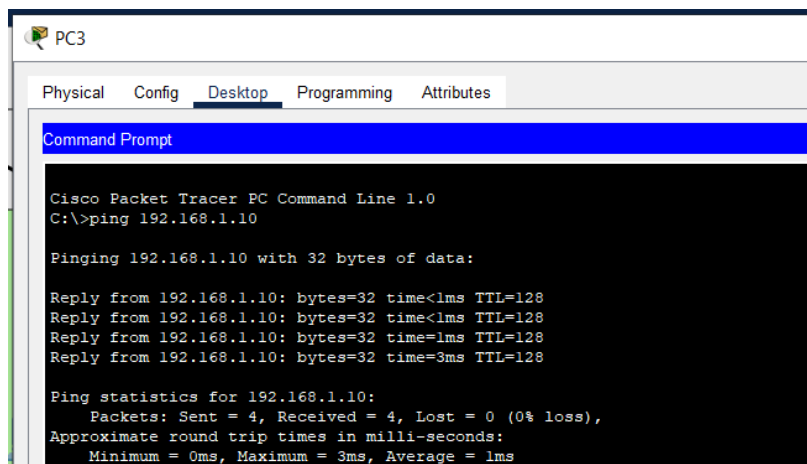 PC3
Physical Config Desktop Programming Attributes
Command Prompt
Cisco Packet Tracer PC Command Line 1.0
C:\>ping 192.168.1.10
Pinging 192.168.1.10 with 32 bytes of data:
Reply from 192.168.1.10: bytes=32 time<1ms TTL=128
Reply from 192.168.1.10: bytes=32 time<1ms TTL=128
Reply from 192.168.1.10: bytes=32 time=1ms TTL=128
Reply from 192.168.1.10: bytes=32 time=3ms TTL=128
Ping statistics for 192.168.1.10:
Packets: Sent = 4, Received = 4, Lost = 0 (0% loss),
Approximate round trip times in milli-seconds:
Minimum = 0ms, Maximum = 3ms, Average = 1ms